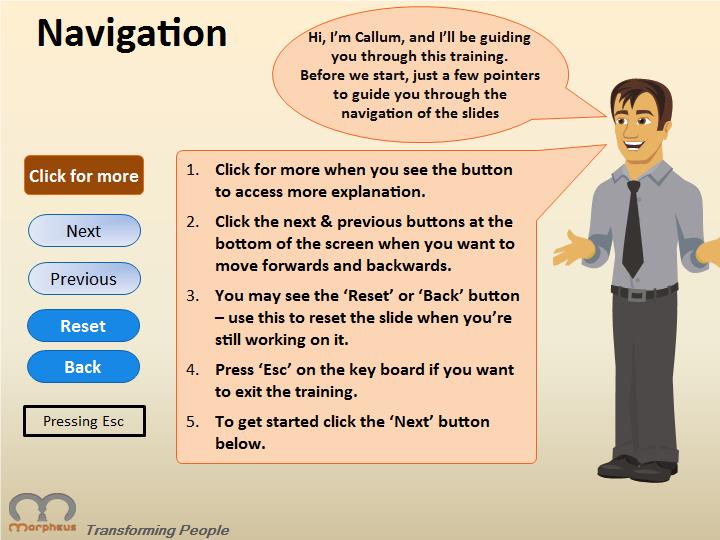 Navigation
Hi, I’m Callum, and I’ll be guiding
you through this training.
Before we start, just a few pointers
to guide you through the
navigation of the slides
Click for more
Next
Previous
Reset
Back
Pressing Esc
1. Click for more when you see the button
to access more explanation.
2. Click the next & previous buttons at the
bottom of the screen when you want to
move forwards and backwards.
3. You may see the ‘Reset’ or ‘Back’ button
– use this to reset the slide when you’re
still working on it.
4. Press ‘Esc’ on the key board if you want
to exit the training.
5. To get started click the ‘Next’ button
below.
morpheus
Transforming People